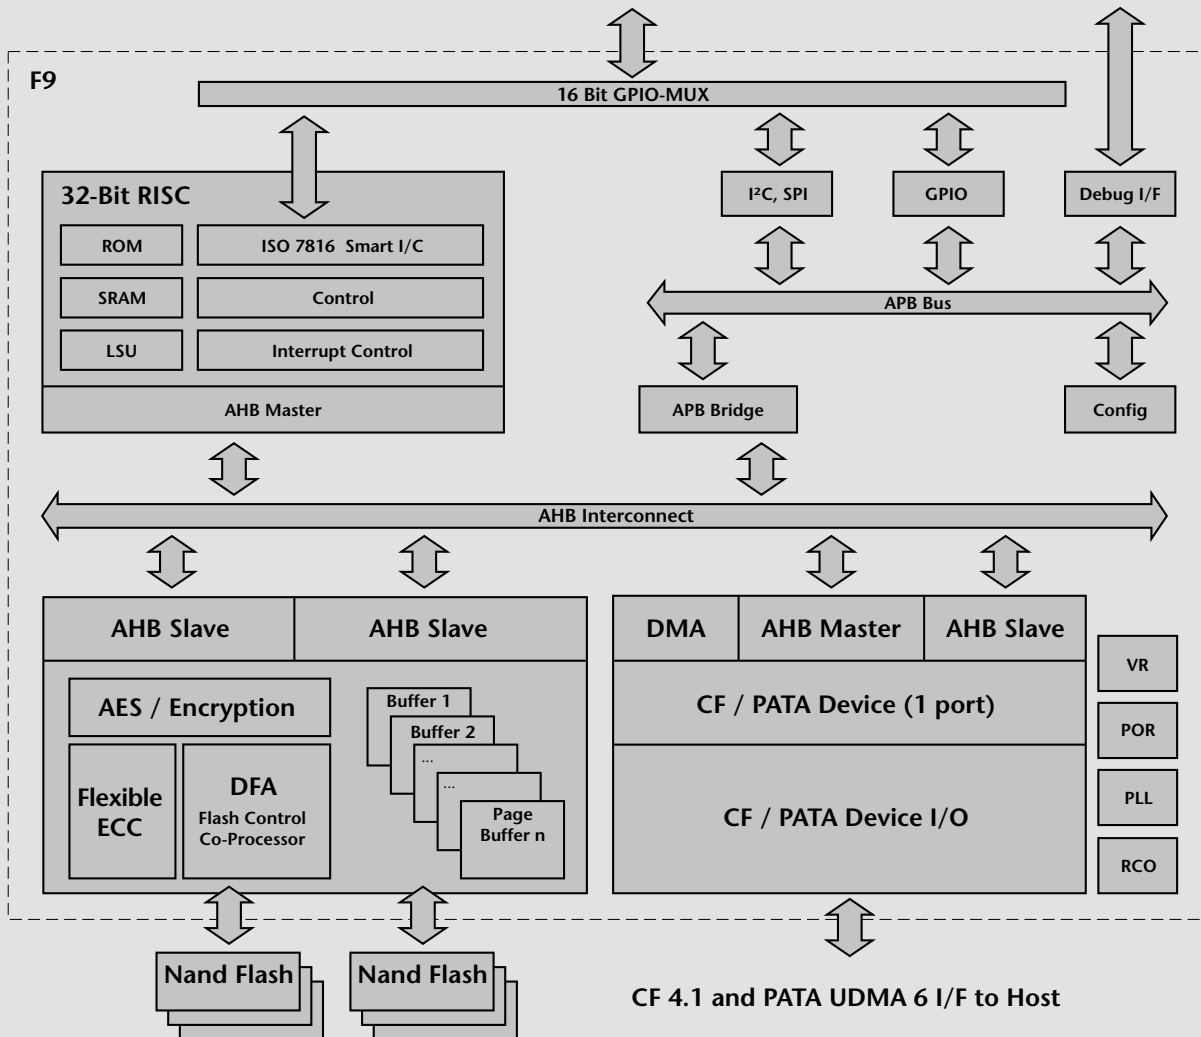 F9
16 Bit GPIO-MUX
32-Bit RISC
ROM
ISO 7816 Smart I/C
SRAM
Control
LSU
Interrupt Control
AHB Master
I²C, SPI
GPIO
Debug I/F
APB Bus
APB Bridge
Config
AHB Interconnect
AHB Slave
AHB Slave
AES / Encryption
Flexible
ECC
DFA
Flash Control
Co-Processor
Buffer 1
Buffer 2
...
...
Page
Buffer n
DMA
AHB Master
AHB Slave
CF / PATA Device (1 port)
CF / PATA Device I/O
VR
POR
PLL
RCO
Nand Flash
Nand Flash
CF 4.1 and PATA UDMA 6 I/F to Host